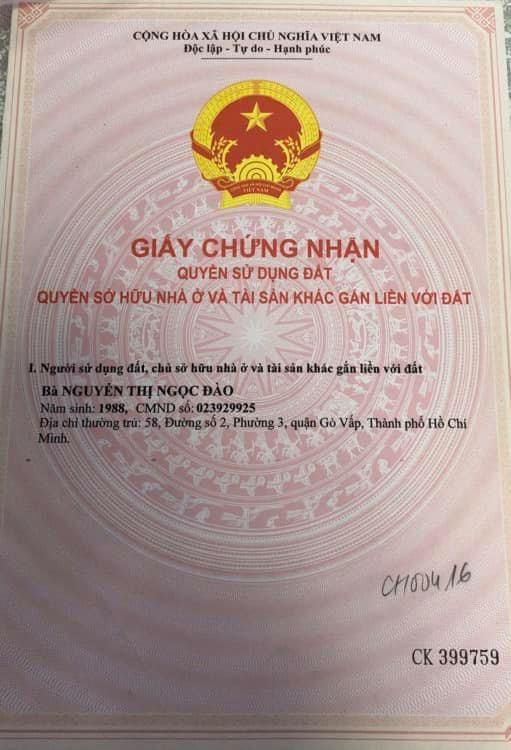 CỘNG HÒA XÃ HỘI CHỦ NGHĨA VIỆT NAM
Độc lập - Tự do - Hạnh phúc
VIỆT NAM
GIẤY CHỨNG NHẬN
QUYỀN SỬ DỤNG ĐẤT
QUYỀN SỞ HỮU NHÀ Ở VÀ TÀI SẢN KHÁC GẮN LIỀN VỚI ĐẤT
I. Người sử dụng đất, chủ sở hữu nhà ở và tài sản khác gắn liền với đất
Bà NGUYỄN THỊ NGỌC ĐÀO
Năm sinh: 1988, CMND số: 023929925
Địa chỉ thường trú: 58, Đường số 2, Phường 3, quận Gò Vấp, Thành phố Hồ Chí
Minh.
- -
CH00416
CK 399759